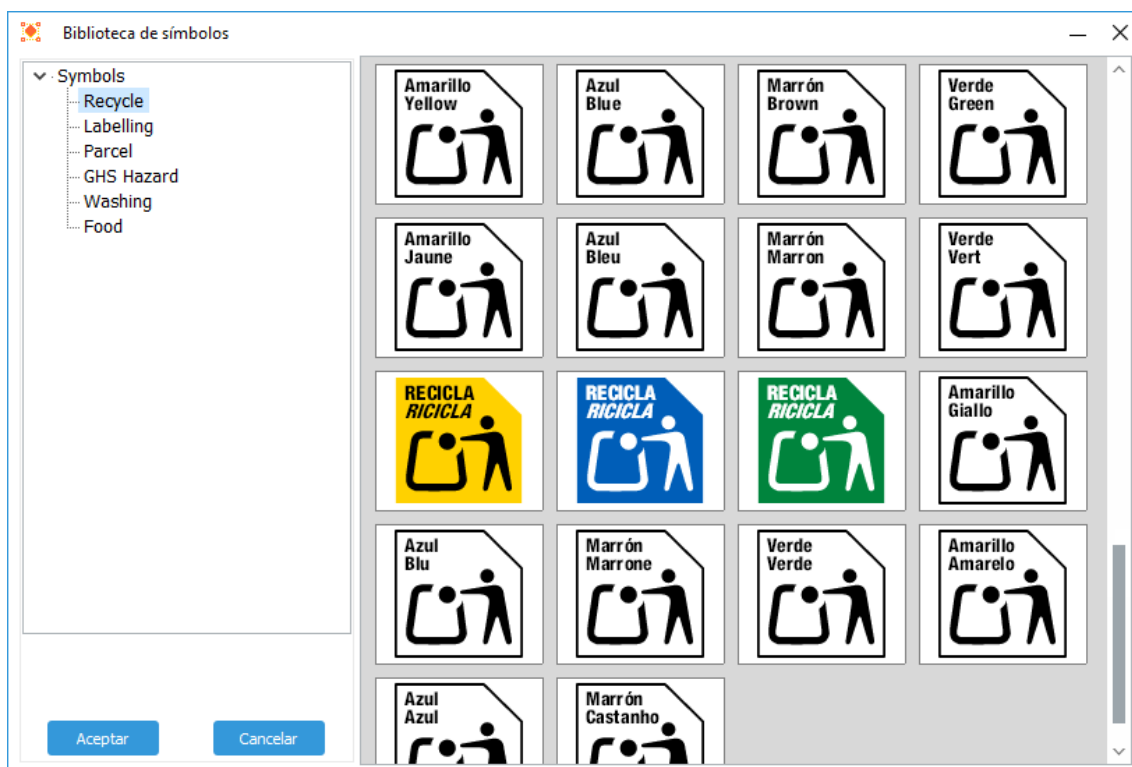 Biblioteca de símbolos
Symbols
Recycle
Labelling
Parcel
GHS Hazard
Washing
Food
Aceptar
Cancelar
Amarillo
Yellow
Azul
Blue
Marrón
Brown
Verde
Green
Amarillo
Jaune
Azul
Bleu
Marrón
Marron
Verde
Vert
RECICLA
RICICLA
RECICLA
RICICLA
RECICLA
RICICLA
Amarillo
Giallo
Azul
Blu
Marrón
Marrone
Verde
Verde
Amarillo
Amarelo
Azul
Azul
Marrón
Castanho